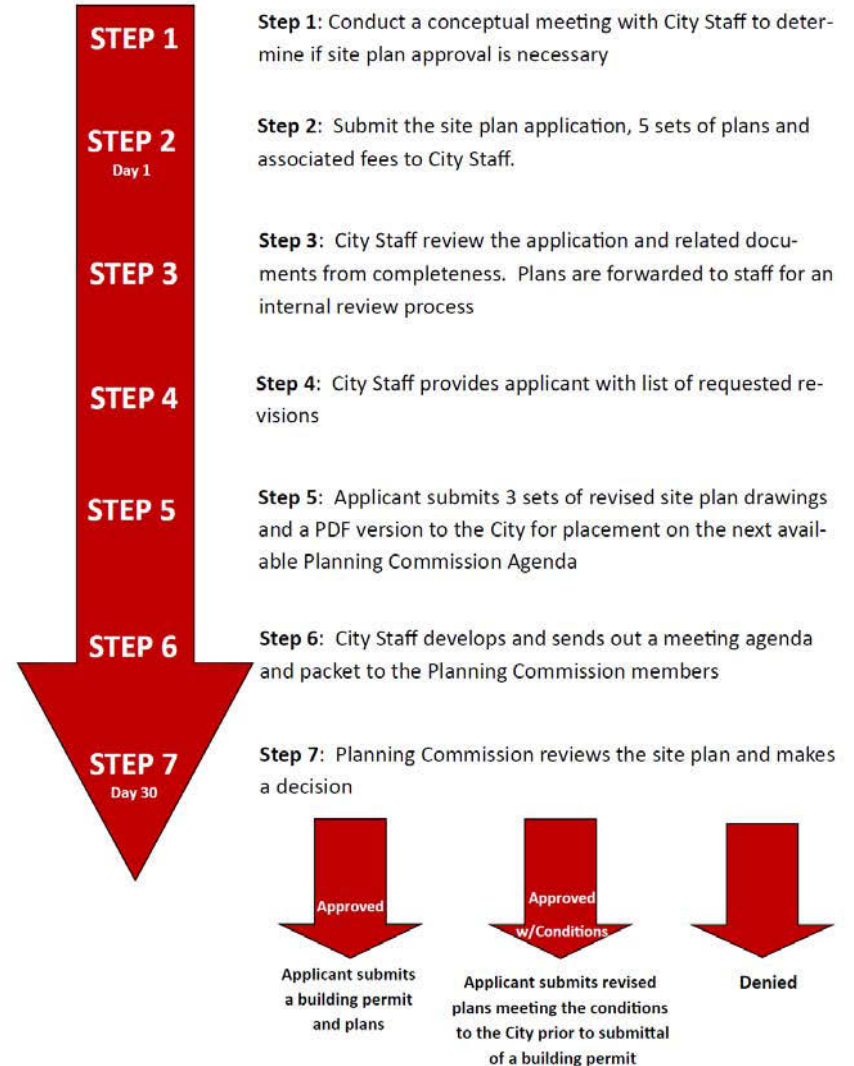 STEP 1
Step 1: Conduct a conceptual meeting with City Staff to deter-
mine if site plan approval is necessary
STEP 2
Day 1
Step 2:  Submit the site plan application, 5 sets of plans and
associated fees to City Staff.
STEP 3
Step 3:  City Staff review the application and related docu-
ments from completeness.  Plans are forwarded to staff for an
internal review process
STEP 4
Step 4:  City Staff provides applicant with list of requested re-
visions
STEP 5
Step 5:  Applicant submits 3 sets of revised site plan drawings
and a PDF version to the City for placement on the next avail-
able Planning Commission Agenda
STEP 6
Step 6:  City Staff develops and sends out a meeting agenda
and packet to the Planning Commission members
STEP 7
Day 30
Step 7:  Planning Commission reviews the site plan and makes
a decision
Approved
Applicant submits
a building permit
and plans
Approved
w/Conditions
Applicant submits revised
plans meeting the conditions
to the City prior to submittal
of a building permit
Denied